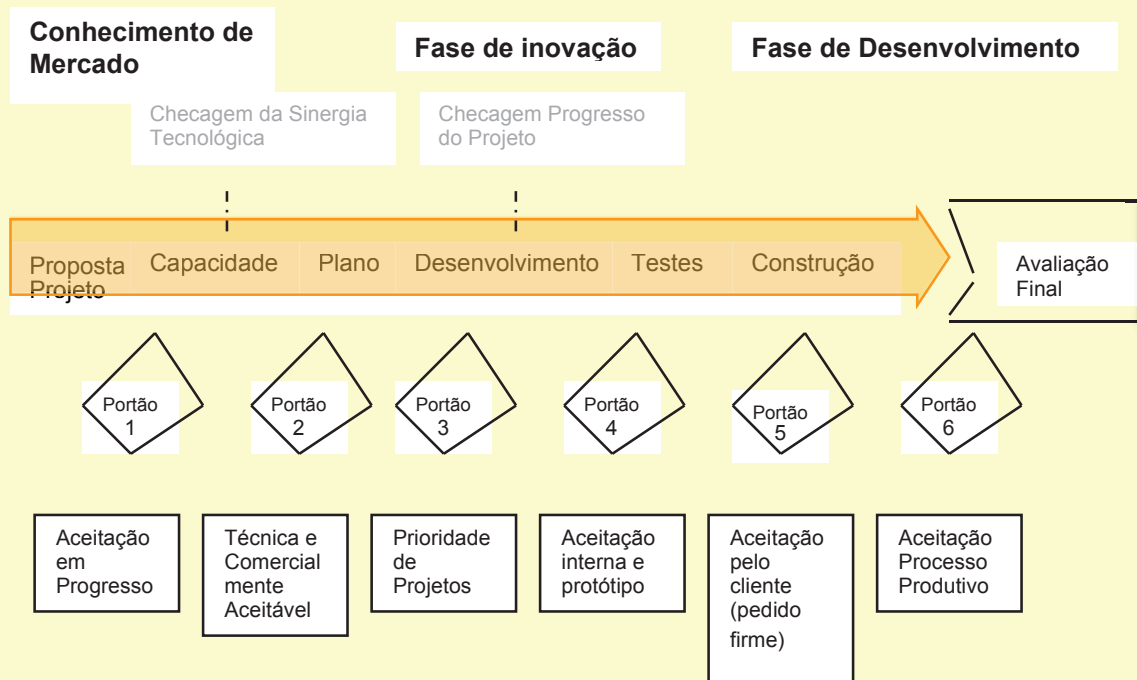 Conhecimento de
Mercado
Fase de inovação
Fase de Desenvolvimento
Checagem da Sinergia
Tecnológica
Checagem Progresso
do Projeto
Proposta
Projeto
Capacidade
Plano
Desenvolvimento
Testes
Construção
Avaliação
Final
Portão
1
Portão
2
Portão
3
Portão
4
Portão
5
Portão
6
Aceitação
em
Progresso
Técnica e
Comercial
mente
Aceitável
Prioridade
de
Projetos
Aceitação
interna e
protótipo
Aceitação
pelo
cliente
(pedido
firme)
Aceitação
Processo
Produtivo